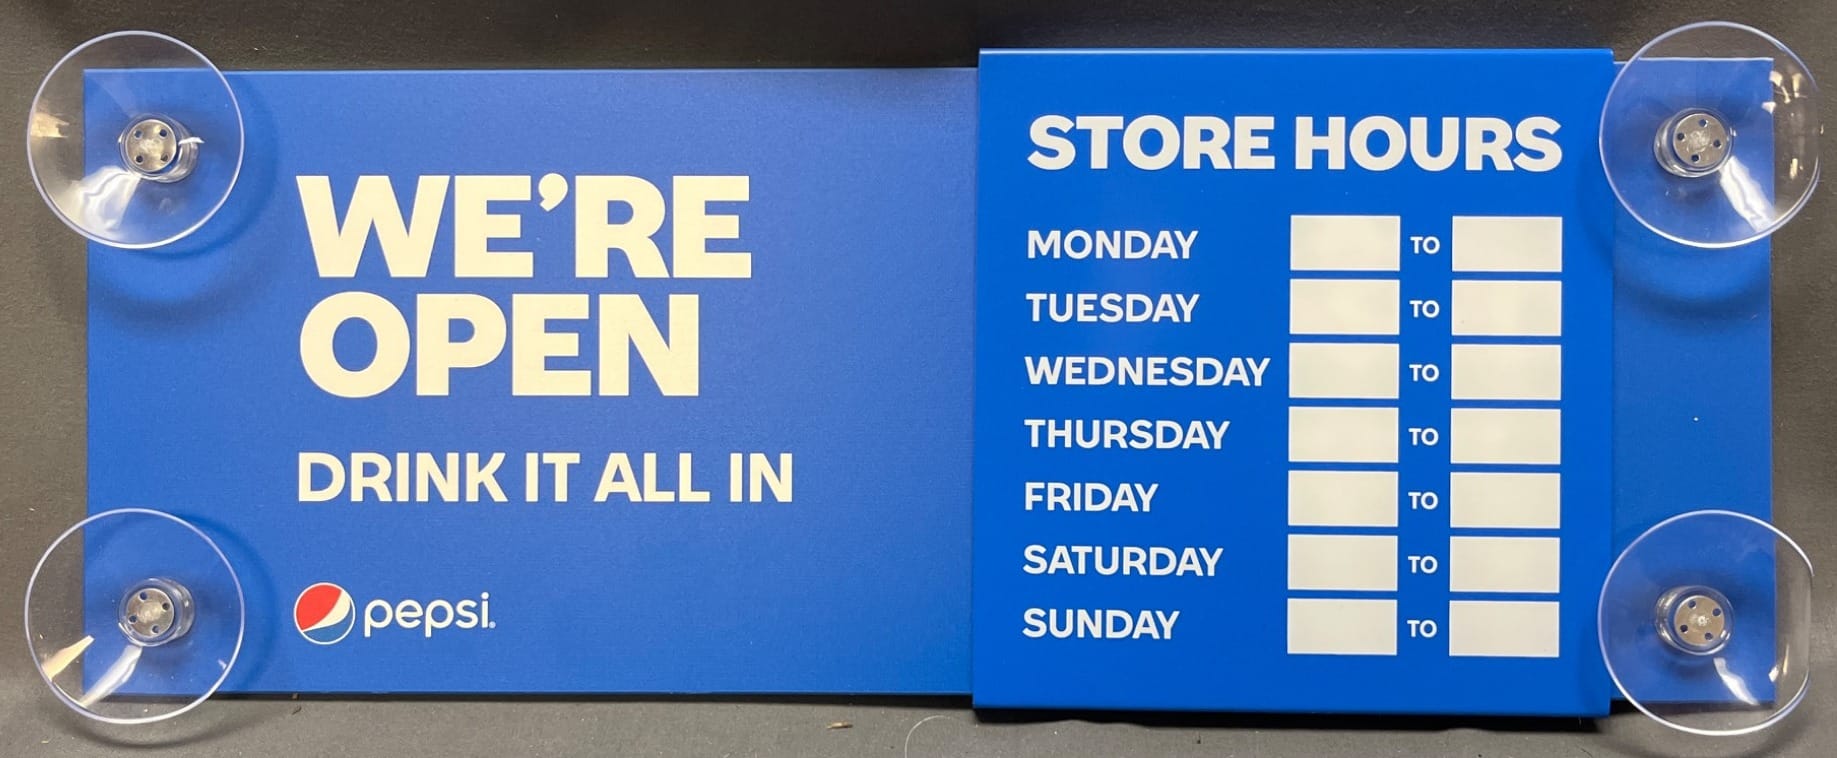 WE'RE
OPEN
DRINK IT ALL IN
pepsi.
STORE HOURS
MONDAY TO
TUESDAY TO
WEDNESDAY TO
THURSDAY TO
FRIDAY TO
SATURDAY TO
SUNDAY TO